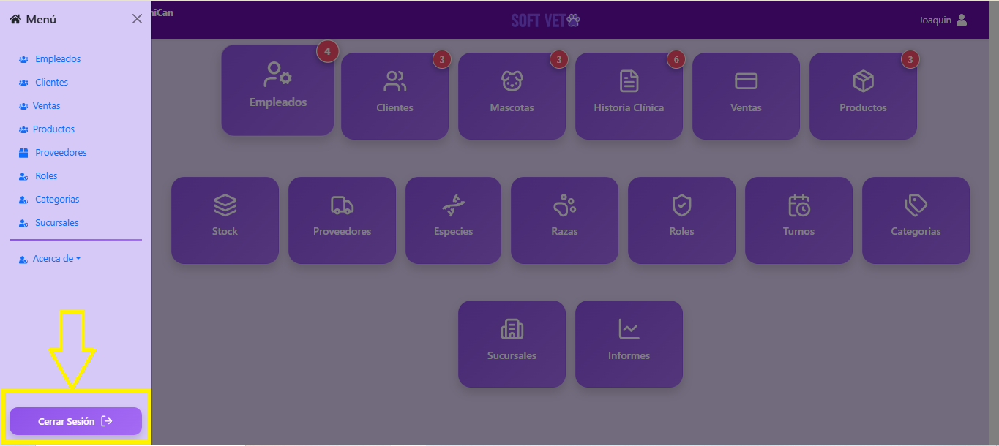 Menú
niCan
SOFT VET
Joaquin
Empleados
Clientes
Ventas
Productos
Proveedores
Roles
Categorias
Sucursales
Acerca de
Cerrar Sesión
4
Empleados
3
Clientes
3
Mascotas
6
Historia Clínica
Ventas
3
Productos
Stock
Proveedores
Especies
Razas
Roles
Turnos
Categorias
Sucursales
Informes